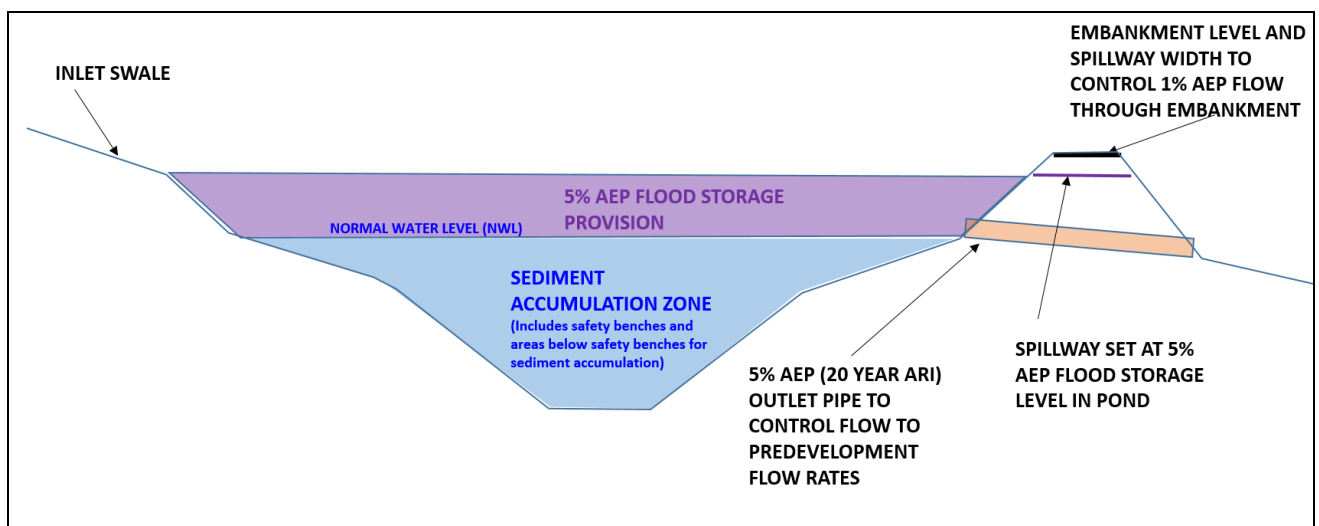 EMBANKMENT LEVEL AND
SPILLWAY WIDTH TO
CONTROL 1% AEP FLOW
THROUGH EMBANKMENT
INLET SWALE
5% AEP FLOOD STORAGE
PROVISION
NORMAL WATER LEVEL (NWL)
SEDIMENT
ACCUMULATION ZONE
(Includes safety benches and
areas below safety benches for
sediment accumulation)
5% AEP (20 YEAR ARI)
OUTLET PIPE TO
CONTROL FLOW TO
PREDEVELOPMENT
FLOW RATES
SPILLWAY SET AT 5%
AEP FLOOD STORAGE
LEVEL IN POND